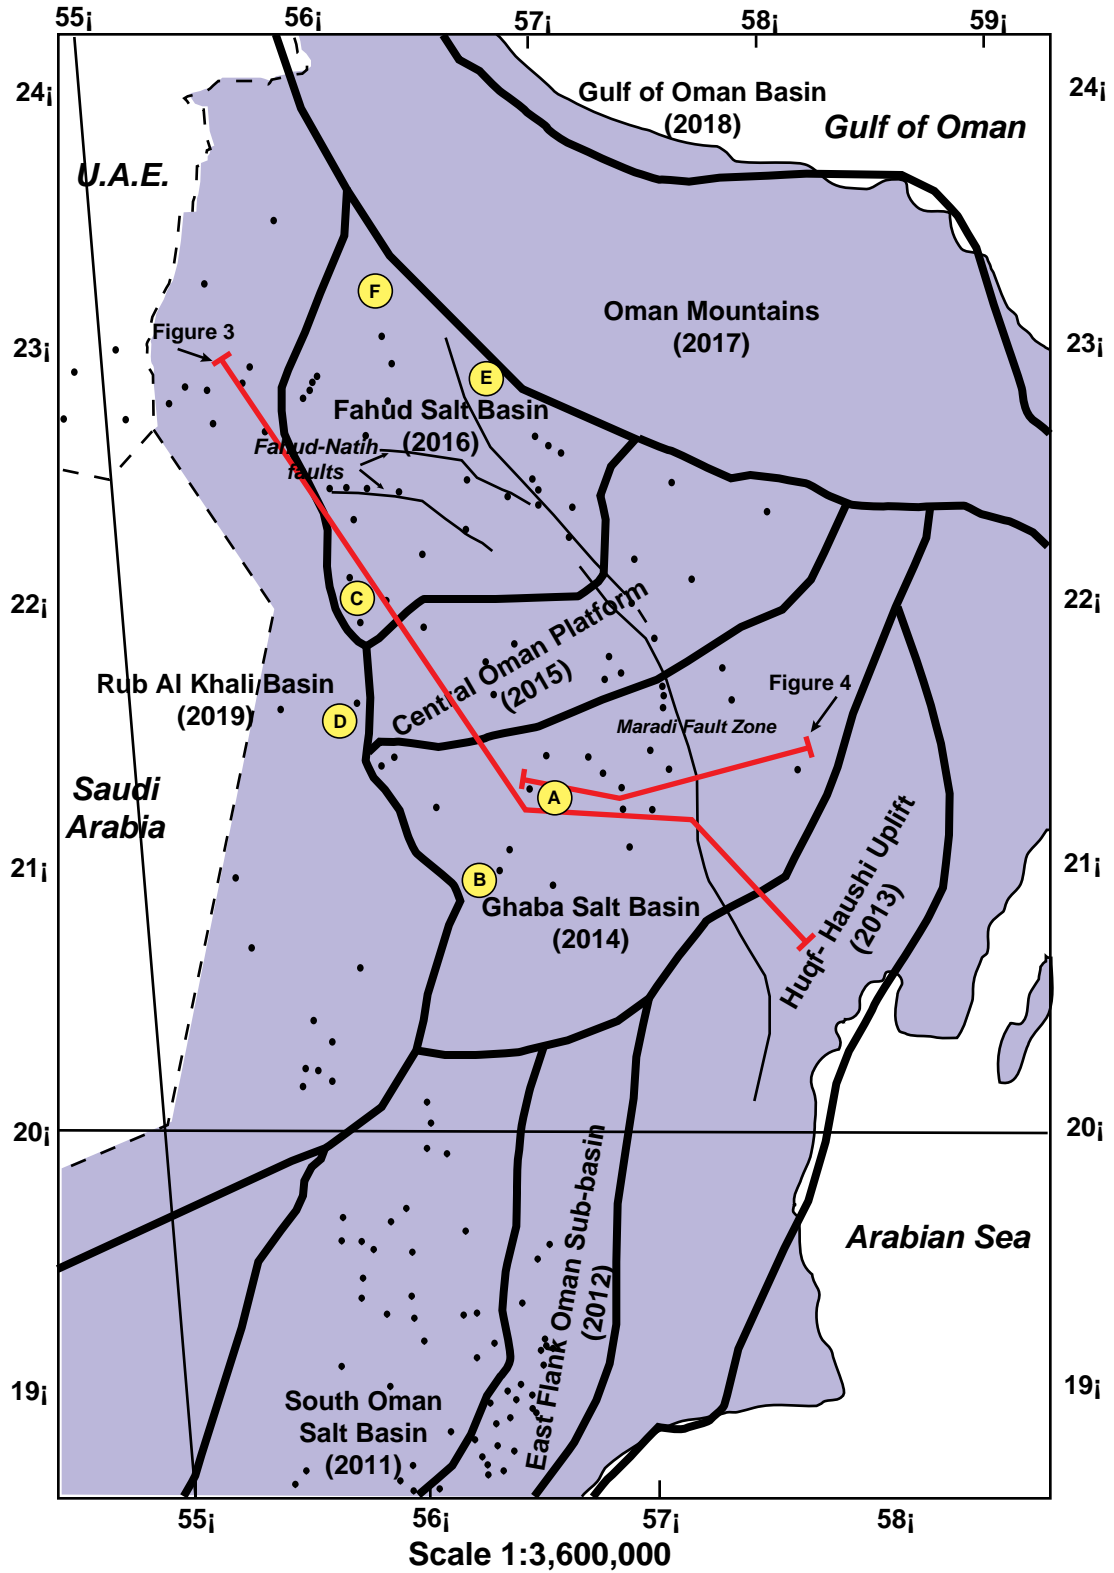 55¡ 56¡ 57¡ 58¡ 59¡
24¡ 24¡
Gulf of Oman Basin
(2018)
Gulf of Oman
U.A.E.
F
Oman Mountains
(2017)
Figure 3
23¡ 23¡
E
Fahud Salt Basin
(2016)
Fahud-Natih
faults
C
22¡ 22¡
Central Oman Platform
(2015)
Rub Al Khali Basin
(2019)
D
Figure 4
Maradi Fault Zone
Saudi
Arabia
A
21¡ 21¡
B
Ghaba Salt Basin
(2014)
Huqf- Haushi Uplift
(2013)
20¡ 20¡
East Flank Oman Sub-basin
(2012)
Arabian Sea
19¡ 19¡
South Oman
Salt Basin
(2011)
55¡ 56¡ 57¡ 58¡
Scale 1:3,600,000